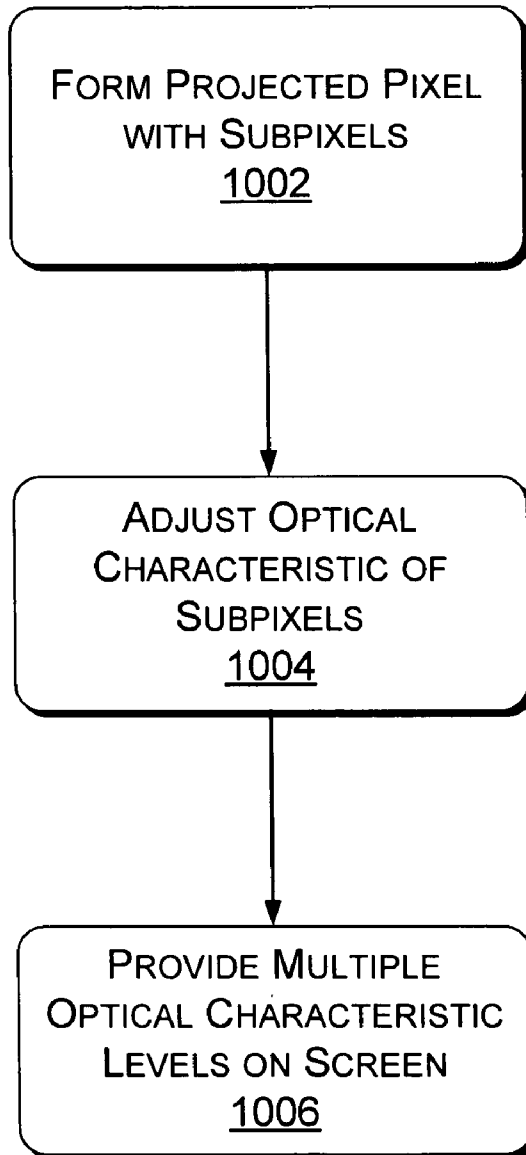 FORM PROJECTED PIXEL
WITH SUBPIXELS
1002
ADJUST OPTICAL
CHARACTERISTIC OF
SUBPIXELS
1004
PROVIDE MULTIPLE
OPTICAL CHARACTERISTIC
LEVELS ON SCREEN
1006